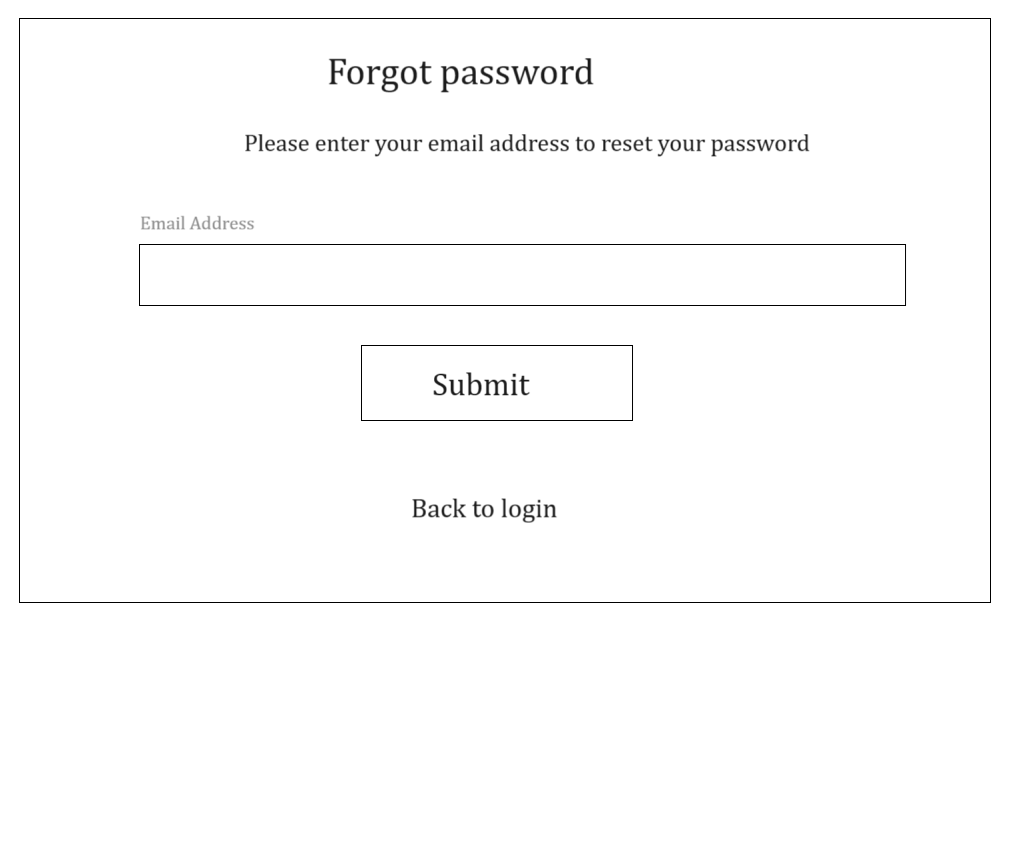 Forgot password
Please enter your email address to reset your password
Email Address
Submit
Back to login